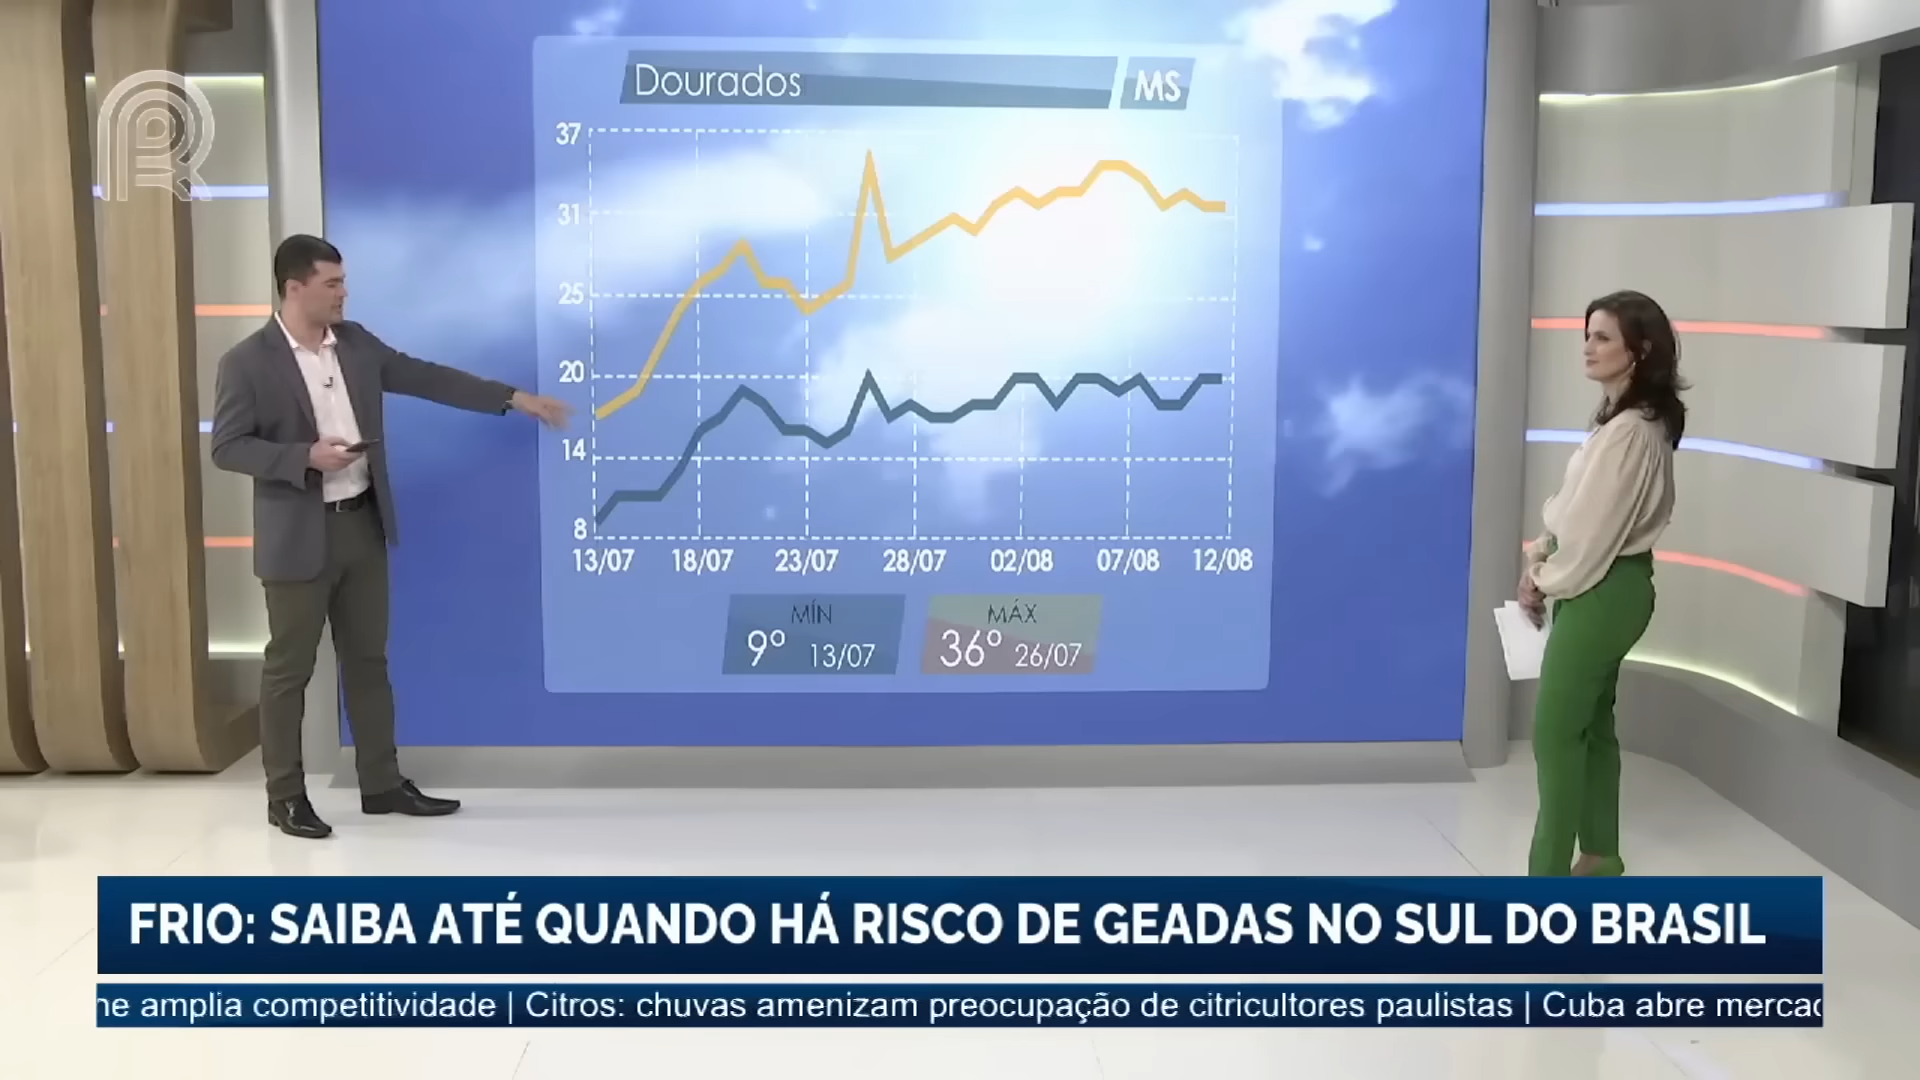 Dourados MS
37
31
25
20
14
8
13/07 18/07 23/07 28/07 02/08 07/08 12/08
MÍN MÁX
9º 13/07 36º 26/07
FRIO: SAIBA ATÉ QUANDO HÁ RISCO DE GEADAS NO SUL DO BRASIL
amplia competitividade | Citros: chuvas amenizam preocupação de citricultores paulistas | Cuba abre